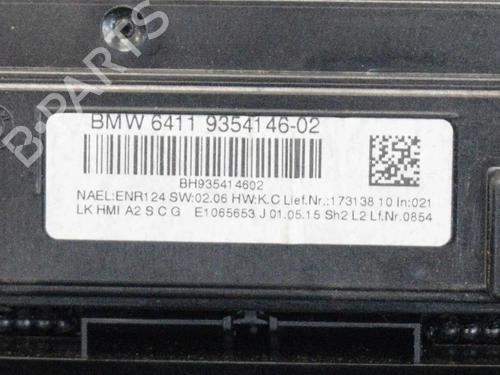 BMW 6411 9354146-02
BH935414602
NAEL:ENR124 SW:02.06 HW:K.C Lief.Nr.:173138 10 In:021
LK HMI A2 S C G E1065653 J 01.05.15 Sh2 L2 Lf.Nr.0854
B-PARTS